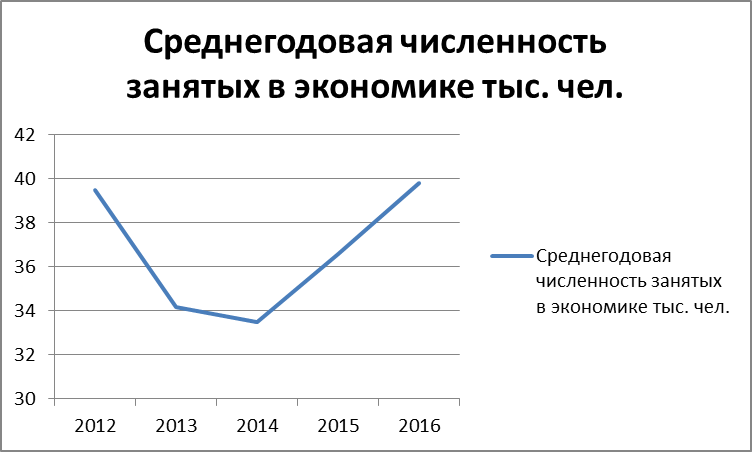 Среднегодовая численность
занятых в экономике тыс. чел.
42
40
38
36
34
32
30
2012 2013 2014 2015 2016
Среднегодовая
численность занятых
в экономике тыс. чел.